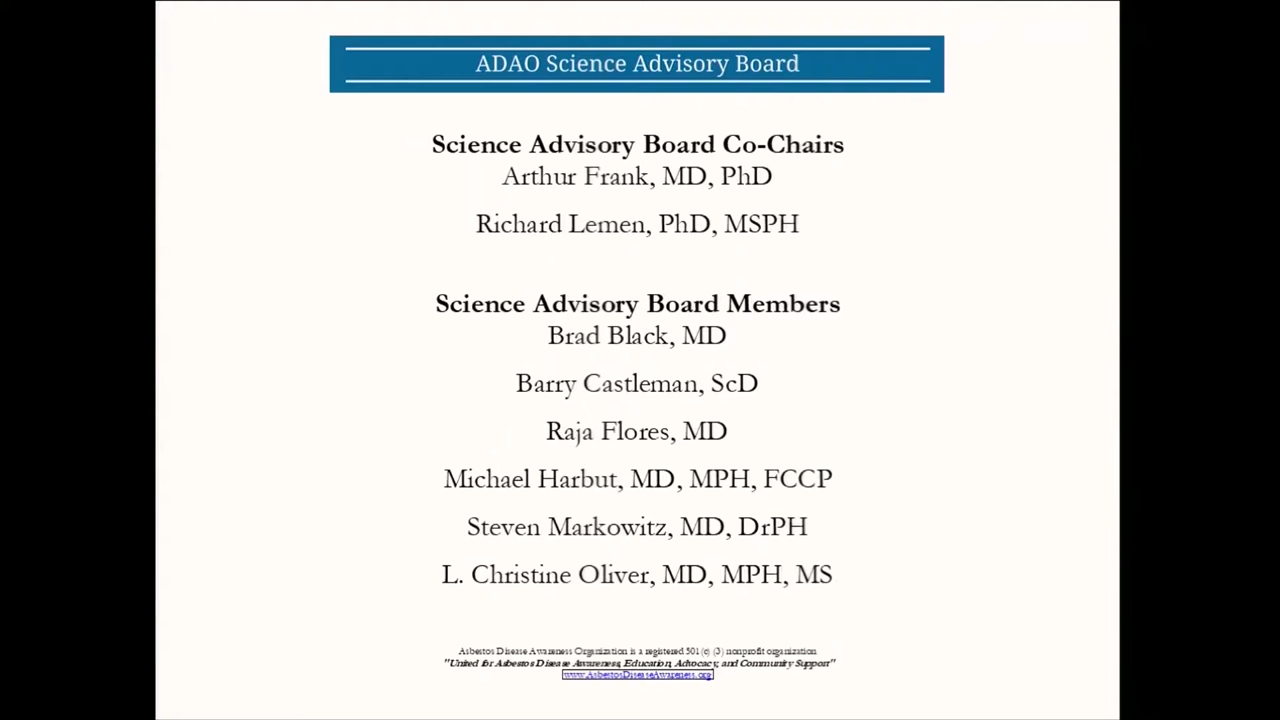 ADAO Science Advisory Board
Science Advisory Board Co-Chairs
Arthur Frank, MD, PhD
Richard Lemen, PhD, MSPH
Science Advisory Board Members
Brad Black, MD
Barry Castleman, ScD
Raja Flores, MD
Michael Harbut, MD, MPH, FCCP
Steven Markowitz, MD, DrPH
L. Christine Oliver, MD, MPH, MS
Asbestos Disease Awareness Organization is a registered 501(c) (3) nonprofit organization
"United for Asbestos Disease Awareness, Education, Advocacy, and Community Support"
www.AsbestosDiseaseAwareness.org